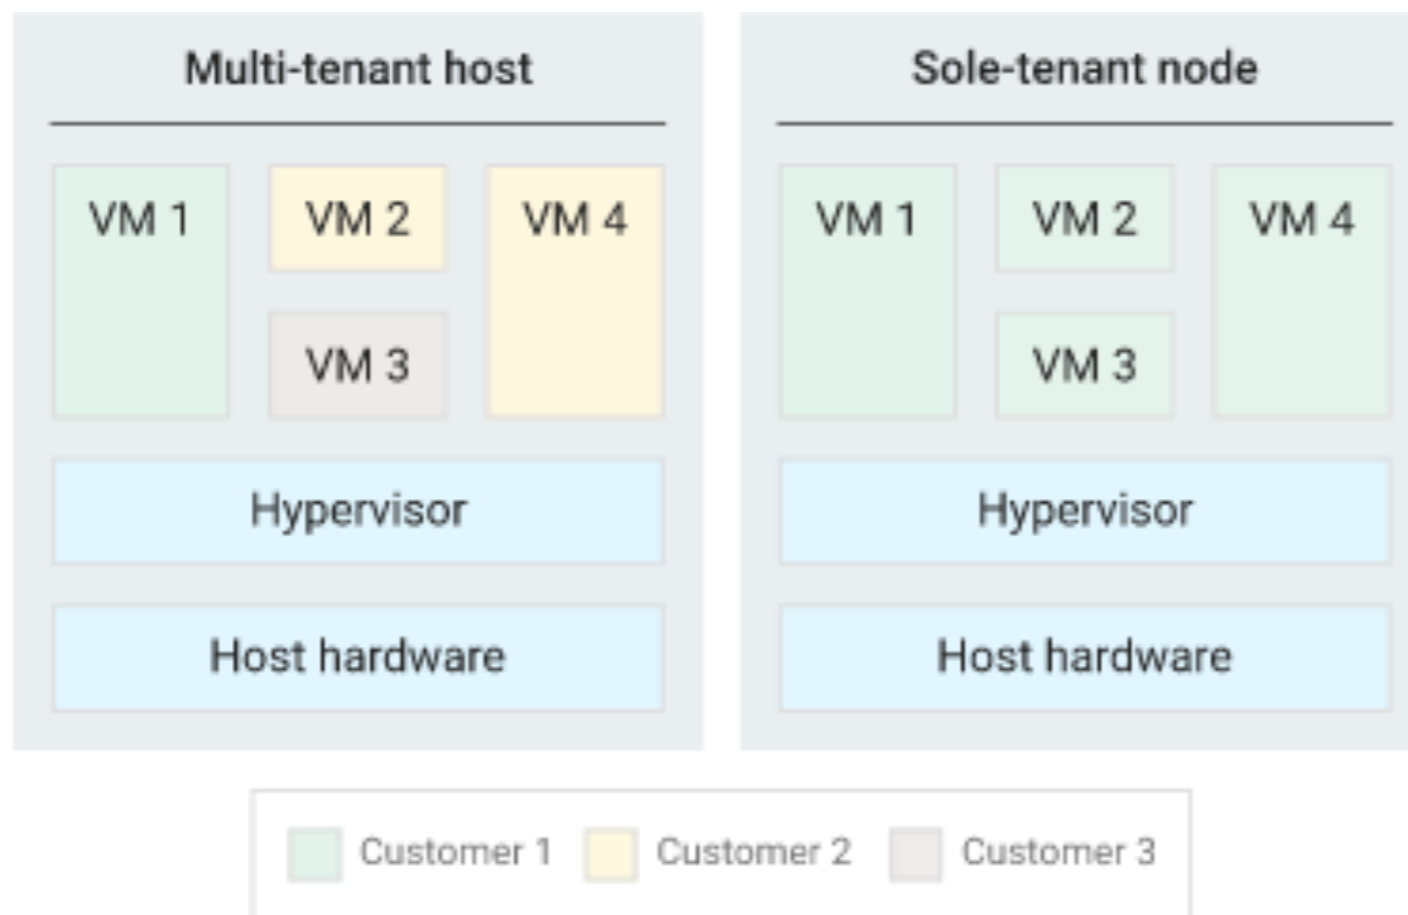 Multi-tenant host
VM 1
VM 2
VM 4
VM 3
Hypervisor
Host hardware
Sole-tenant node
VM 1
VM 2
VM 4
VM 3
Hypervisor
Host hardware
Customer 1
Customer 2
Customer 3